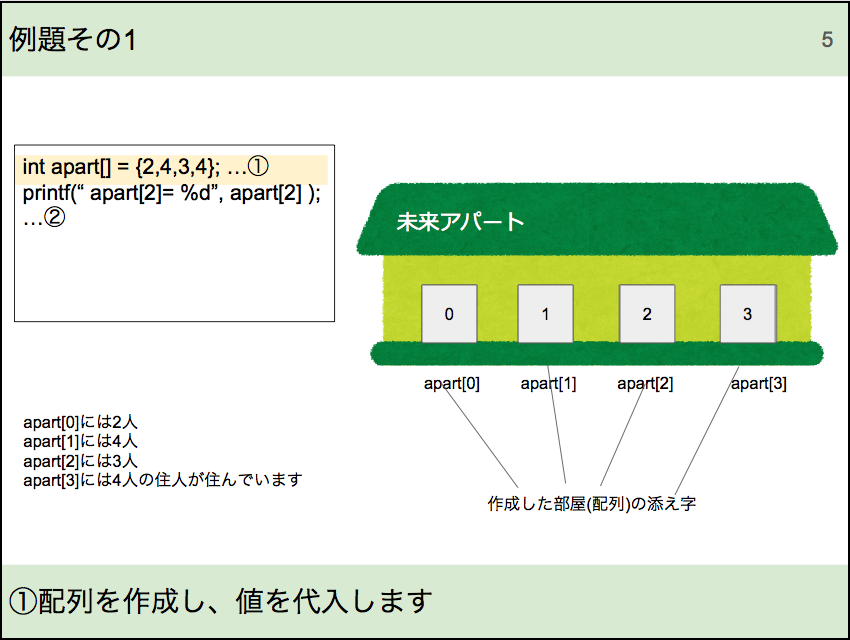 例題その1
5
int apart[] = {2,4,3,4}; …①
printf(“ apart[2]= %d”, apart[2] );
…②
未来アパート
0 1 2 3
apart[0] apart[1] apart[2] apart[3]
apart[0]には2人
apart[1]には4人
apart[2]には3人
apart[3]には4人の住人が住んでいます
作成した部屋(配列)の添え字
①配列を作成し、値を代入します